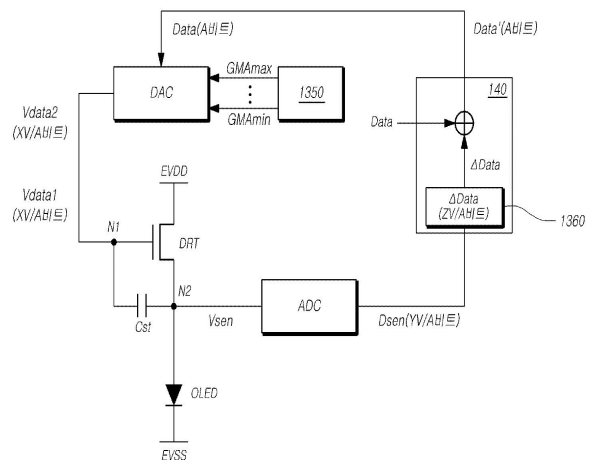 Data(A비트)
Data'(A비트)
GMAmax
DAC
1350
140
GMAmin
Data
Vdata2
(XV/A비트)
ΔData
EVDD
Vdata1
(XV/A비트)
ΔData
(ZV/A비트)
1360
N1
DRT
N2
ADC
Cst
Vsen
Dsen(YV/A비트)
OLED
EVSS